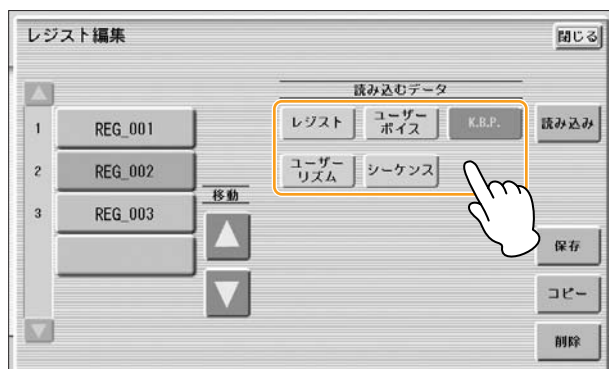 レジスト編集
閉じる
読み込むデータ
レジスト
ユーザー
ボイス
K.B.P.
読み込み
1 REG_001
2 REG_002
3 REG_003
ユーザー
リズム
シーケンス
移動
保存
コピー
削除